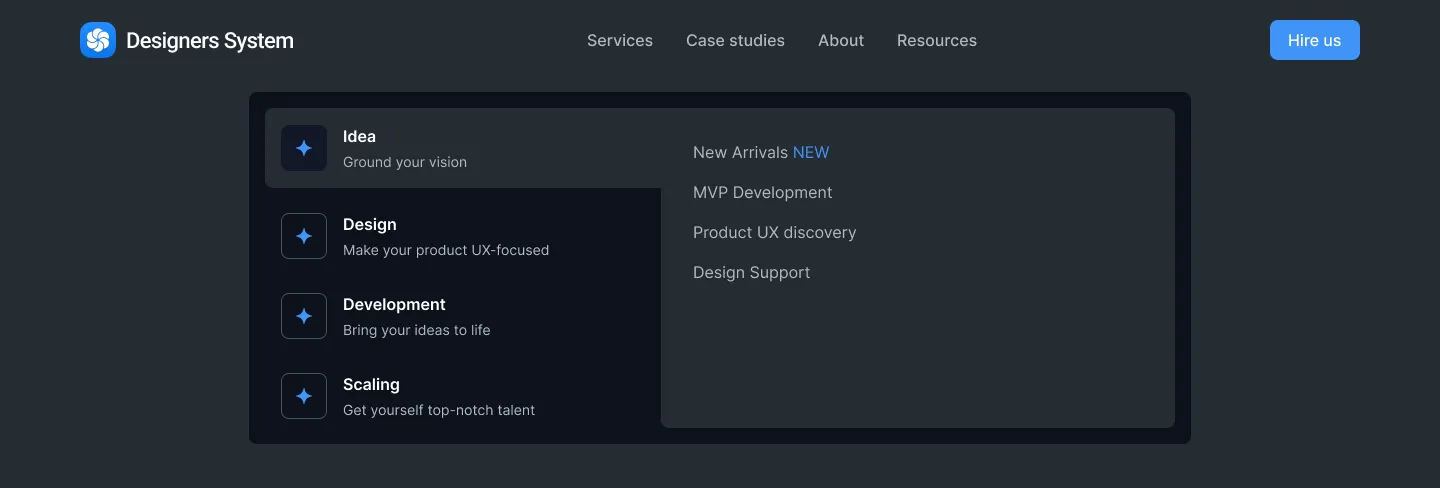 Designers System
Services
Case studies
About
Resources
Hire us
Idea
Ground your vision
Design
Make your product UX-focused
Development
Bring your ideas to life
Scaling
Get yourself top-notch talent
New Arrivals NEW
MVP Development
Product UX discovery
Design Support